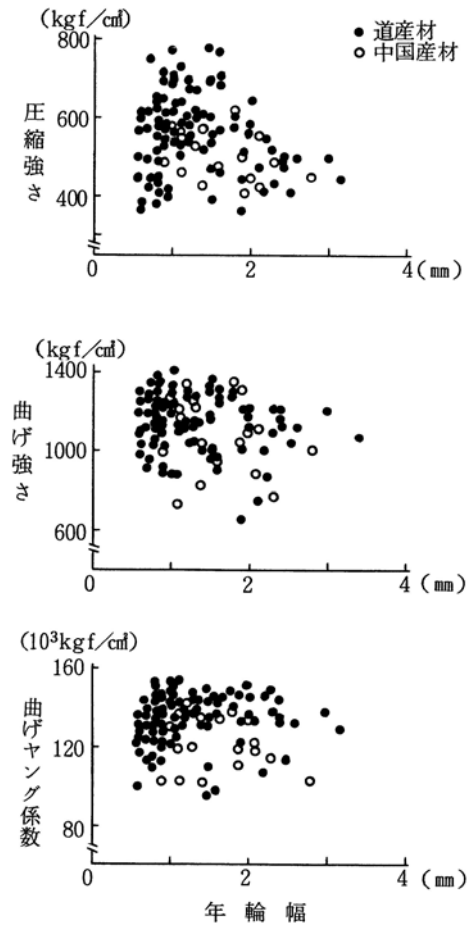 (kgf/c㎡)
● 道産材
○ 中国産材
800
600
400
圧縮強さ
0 2 4(mm)
(kgf/c㎡)
1400
1000
600
曲げ強さ
0 2 4 (mm)
(10³kgf/c㎡)
160
120
80
曲げヤング係数
0 2 4 (mm)
年輪幅